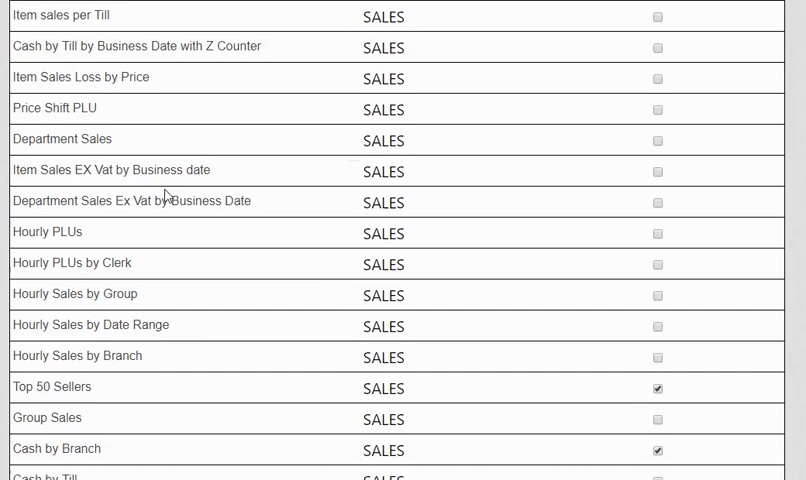 Item sales per Till SALES
Cash by Till by Business Date with Z Counter SALES
Item Sales Loss by Price SALES
Price Shift PLU SALES
Department Sales SALES
Item Sales EX Vat by Business date SALES
Department Sales Ex Vat by Business Date SALES
Hourly PLUs SALES
Hourly PLUs by Clerk SALES
Hourly Sales by Group SALES
Hourly Sales by Date Range SALES
Hourly Sales by Branch SALES
Top 50 Sellers SALES
Group Sales SALES
Cash by Branch SALES
Cash by Till SALES